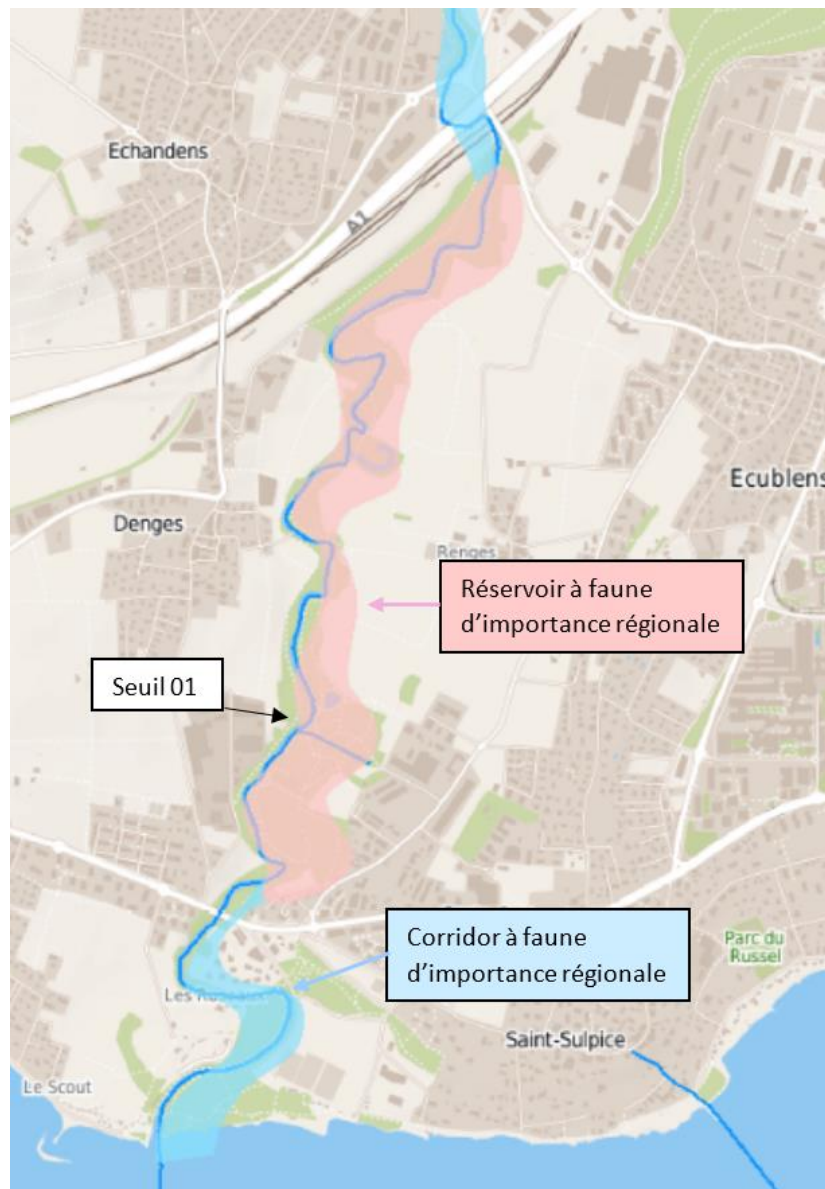 Echandens
A1
Ecublens
Denges
Renges
Réservoir à faune
d’importance régionale
Seuil 01
Corridor à faune
d’importance régionale
Parc du
Russel
Les
Saint-Sulpice
Le Scout